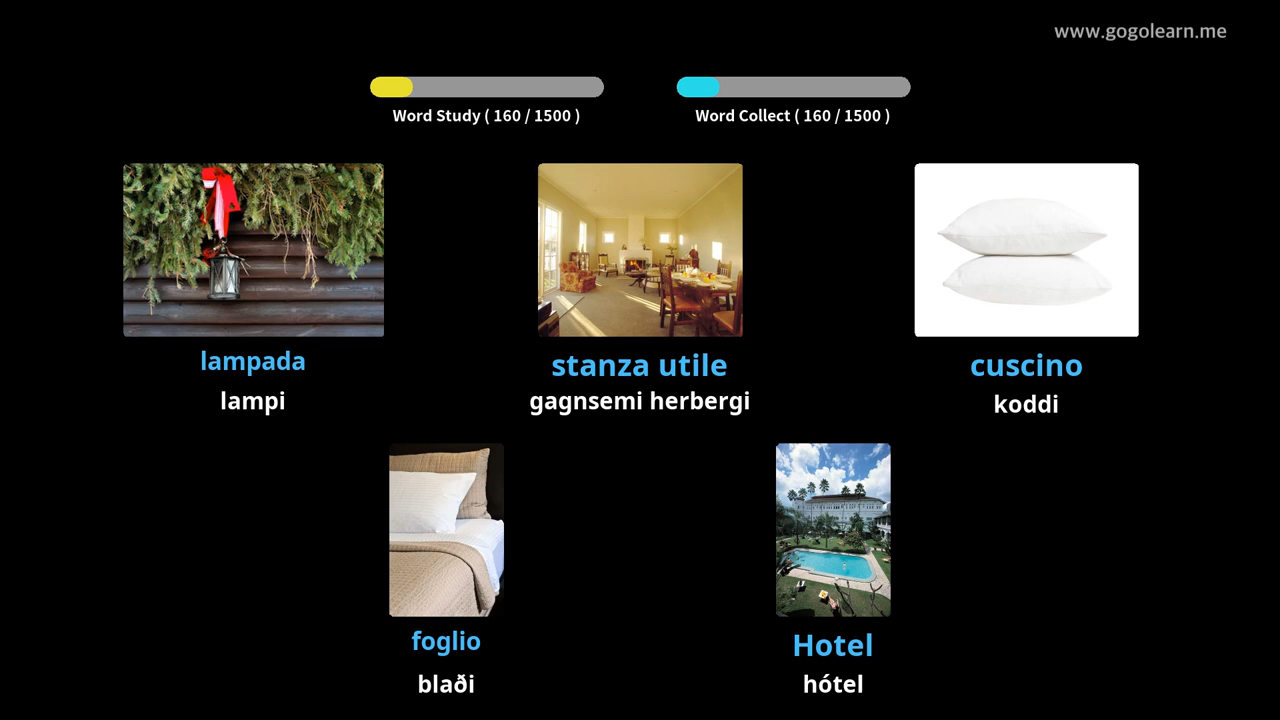 www.gogolearn.me
Word Study ( 160 / 1500 )
Word Collect ( 160 / 1500 )
lampada
lampi
stanza utile
gagnsemi herbergi
cuscino
koddi
foglio
blaði
Hotel
hótel